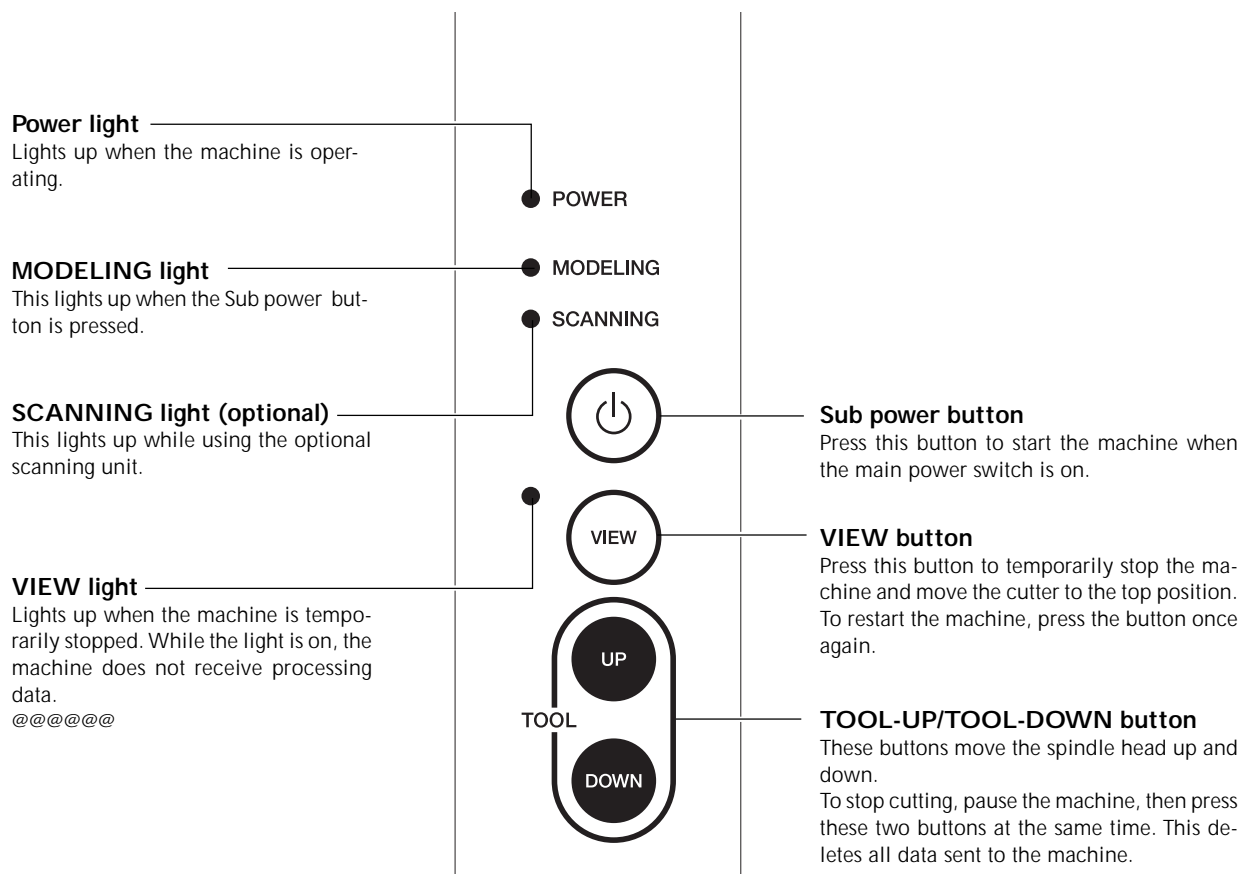 Power light
Lights up when the machine is oper-
ating.
MODELING light
This lights up when the Sub power but-
ton is pressed.
SCANNING light (optional)
This lights up while using the optional
scanning unit.
VIEW light
Lights up when the machine is tempo-
rarily stopped. While the light is on, the
machine does not receive processing
data.
@@@@@@
POWER
MODELING
SCANNING
VIEW
UP
TOOL
DOWN
Sub power button
Press this button to start the machine when
the main power switch is on.
VIEW button
Press this button to temporarily stop the ma-
chine and move the cutter to the top position.
To restart the machine, press the button once
again.
TOOL-UP/TOOL-DOWN button
These buttons move the spindle head up and
down.
To stop cutting, pause the machine, then press
these two buttons at the same time. This de-
letes all data sent to the machine.